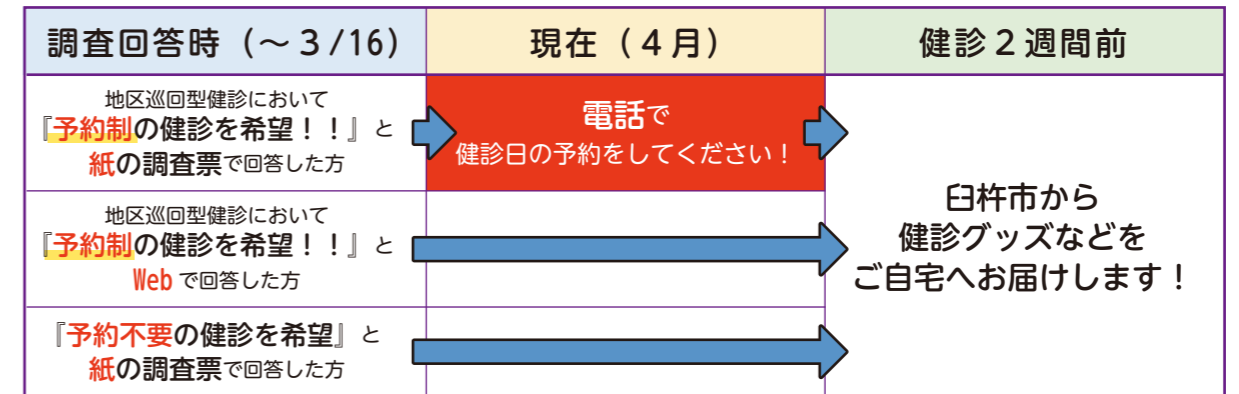 調査回答時(~3/16)
現在(4月)
健診2週間前
地区巡回型健診において
『予約制の健診を希望!!』と
紙の調査票で回答した方
電話で
健診日の予約をしてください!
地区巡回型健診において
『予約制の健診を希望!!』と
Webで回答した方
『予約不要の健診を希望』と
紙の調査票で回答した方
臼杵市から
健診グッズなどを
ご自宅へお届けします!